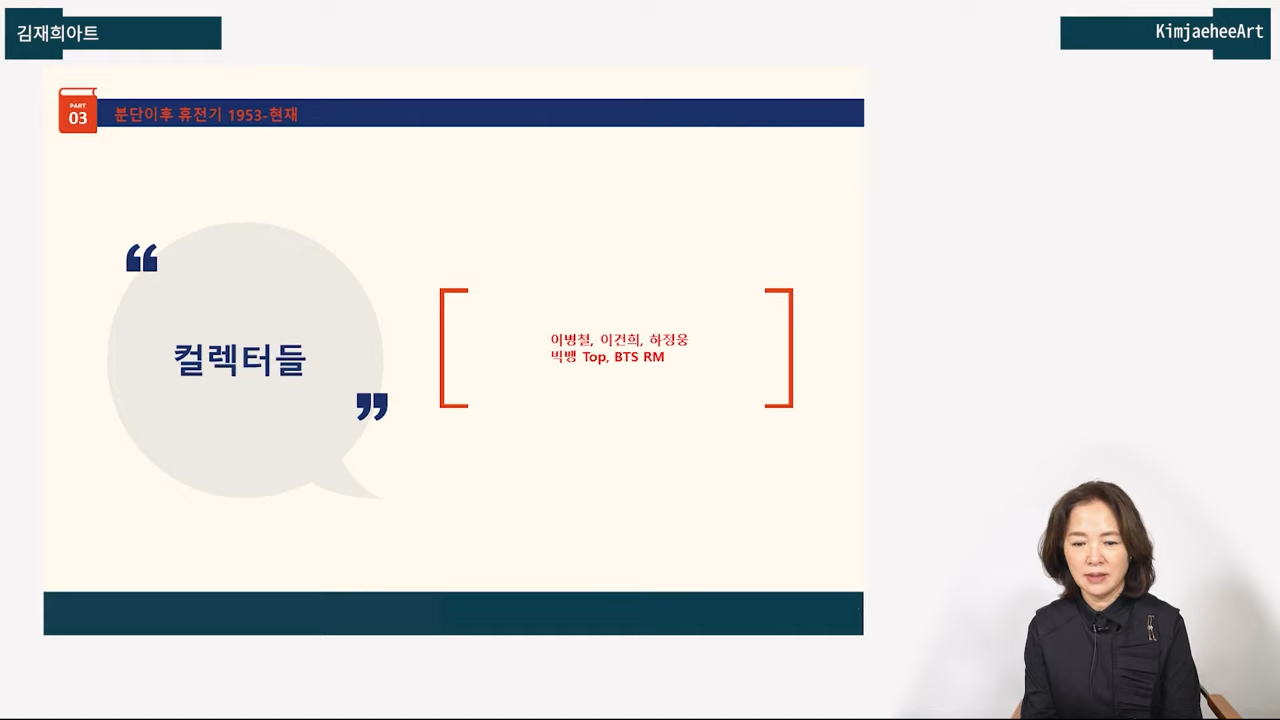 김재희아트
KimjaeheeArt
PART
03
분단이후 휴전기 1953-현재
“
컬렉터들
”
이병철, 이건희, 하정웅
빅뱅 Top, BTS RM